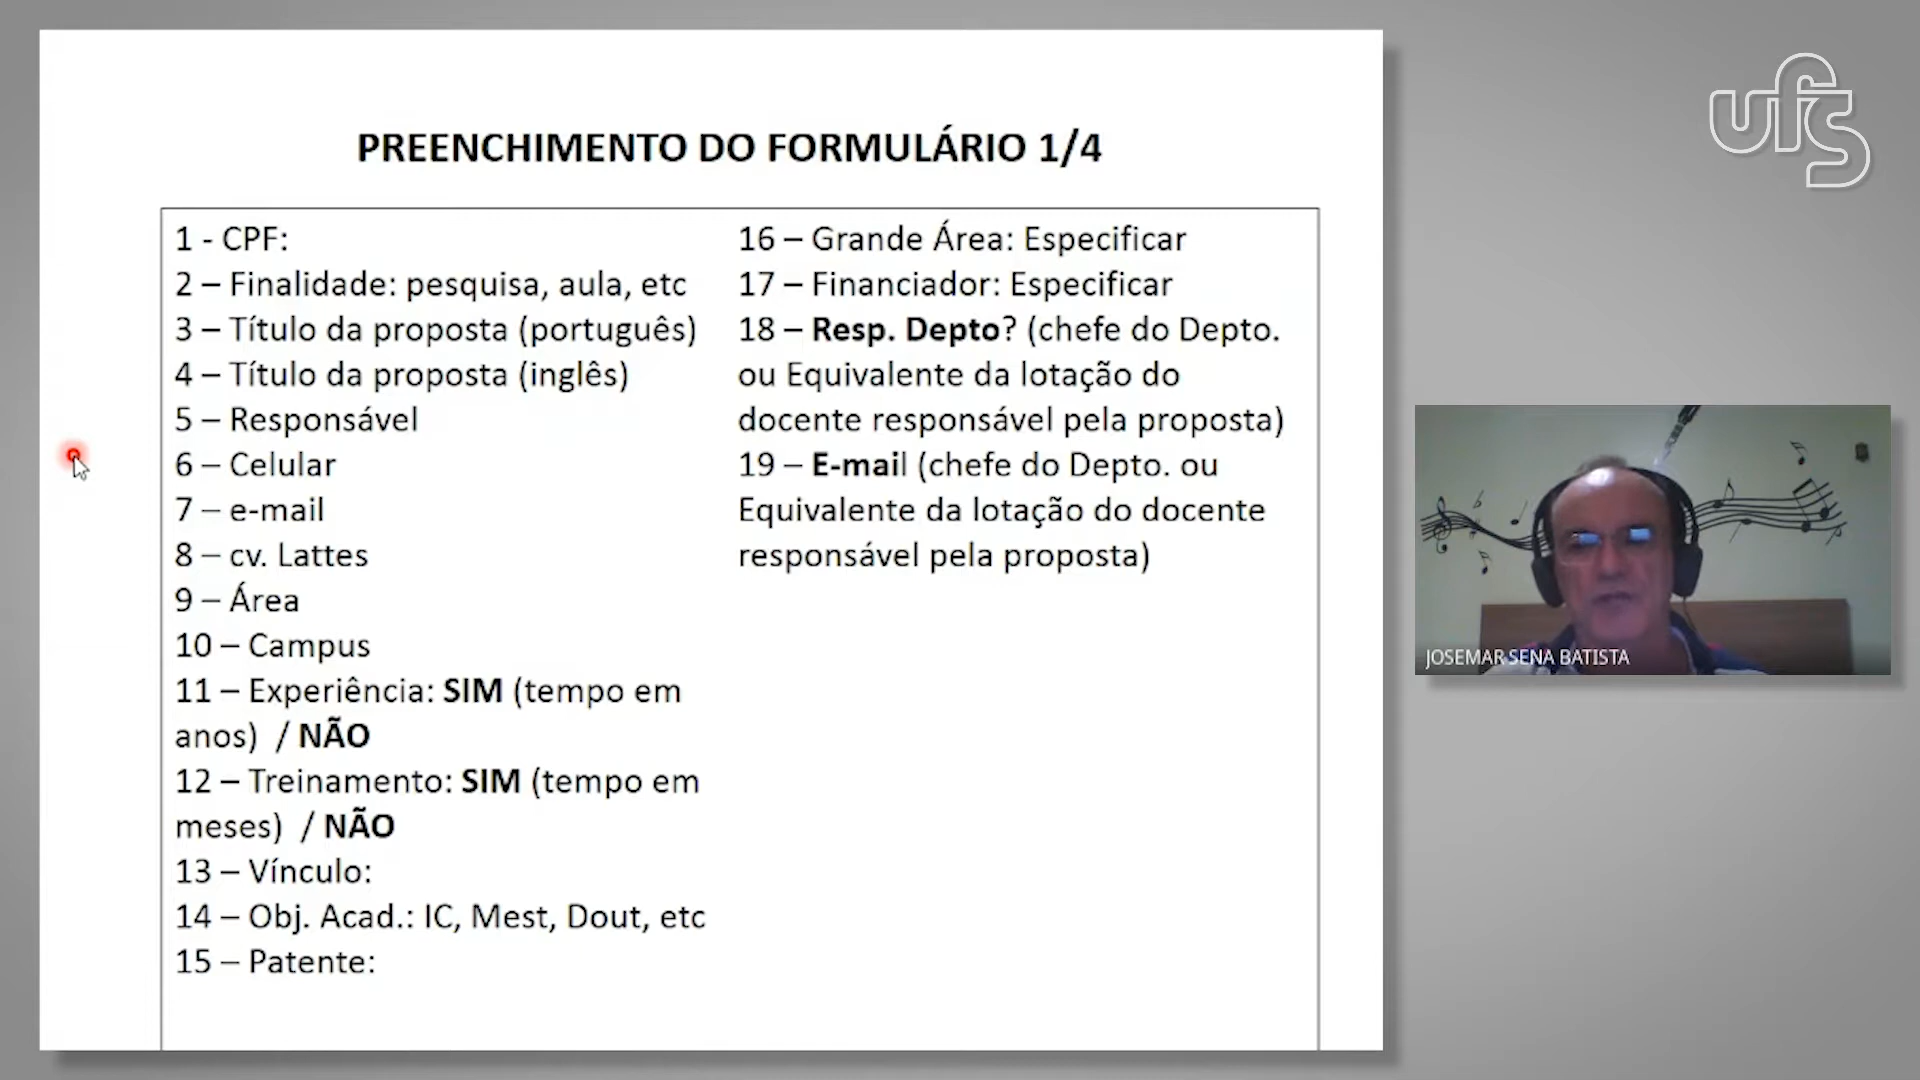 PREENCHIMENTO DO FORMULÁRIO 1/4
1 - CPF:
2 – Finalidade: pesquisa, aula, etc
3 – Título da proposta (português)
4 – Título da proposta (inglês)
5 – Responsável
6 – Celular
7 – e-mail
8 – cv. Lattes
9 – Área
10 – Campus
11 – Experiência: SIM (tempo em
anos)  / NÃO
12 – Treinamento: SIM (tempo em
meses)  / NÃO
13 – Vínculo:
14 – Obj. Acad.: IC, Mest, Dout, etc
15 – Patente:
16 – Grande Área: Especificar
17 – Financiador: Especificar
18 – Resp. Depto? (chefe do Depto.
ou Equivalente da lotação do
docente responsável pela proposta)
19 – E-mail (chefe do Depto. ou
Equivalente da lotação do docente
responsável pela proposta)
ufs
JOSEMAR SENA BATISTA